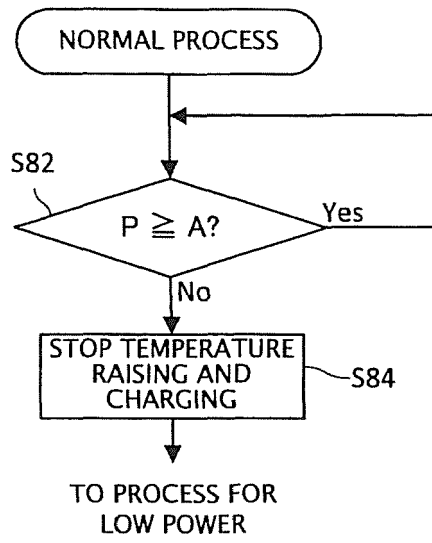 NORMAL PROCESS
S82
P ≧ A?
Yes
No
STOP TEMPERATURE
RAISING AND
CHARGING
S84
TO PROCESS FOR
LOW POWER